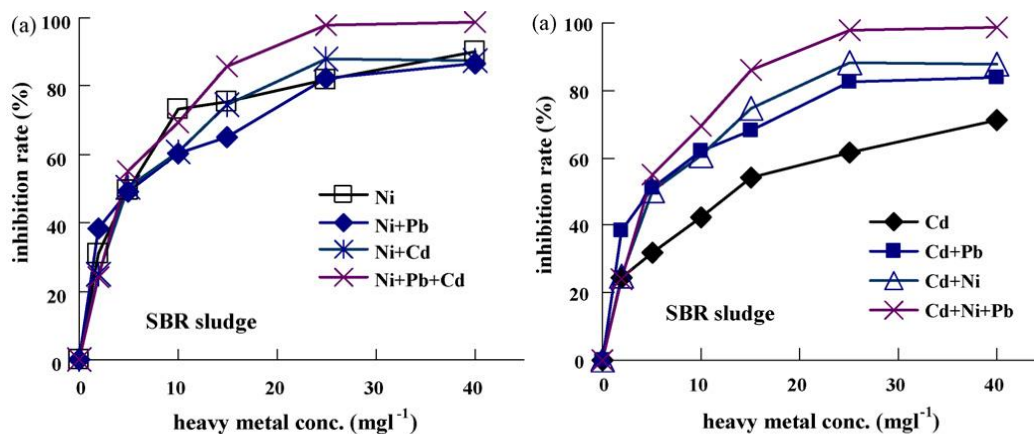 (a)
100
80
60
40
20
0
inhibition rate (%)
Ni
Ni+Pb
Ni+Cd
Ni+Pb+Cd
SBR sludge
0 10 20 30 40
heavy metal conc. (mgl⁻¹)
(a)
100
80
60
40
20
0
inhibition rate (%)
Cd
Cd+Pb
Cd+Ni
Cd+Ni+Pb
SBR sludge
0 10 20 30 40
heavy metal conc. (mgl⁻¹)